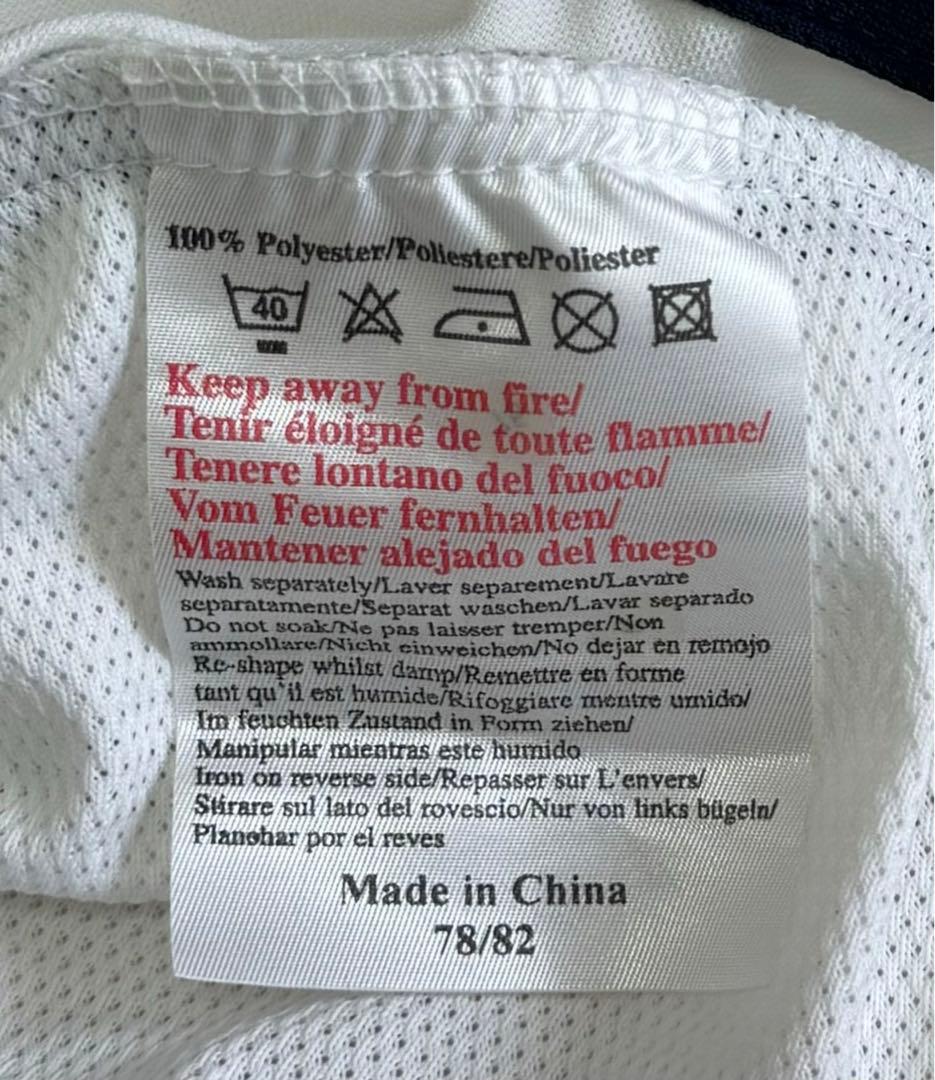 100% Polyester/Poliestere/Poliester
40
Keep away from fire/
Tenir éloigné de toute flamme/
Tenere lontano del fuoco/
Vom Feuer fernhalten/
Mantener alejado del fuego
Wash separately/Laver separement/Lavare
separatamente/Separat waschen/Lavar separado
Do not soak/Ne pas laisser tremper/Non
ammollare/Nicht einweichen/No dejar en remojo
Re-shape whilst damp/Remettre en forme
tant qu'il est humide/Rifoggiare mentre umido/
Im feuchten Zustand in Form ziehen/
Manipular mientras este humido
Iron on reverse side/Repasser sur L'envers/
Stirare sul lato del rovescio/Nur von links bügeln/
Planchar por el reves
Made in China
78/82